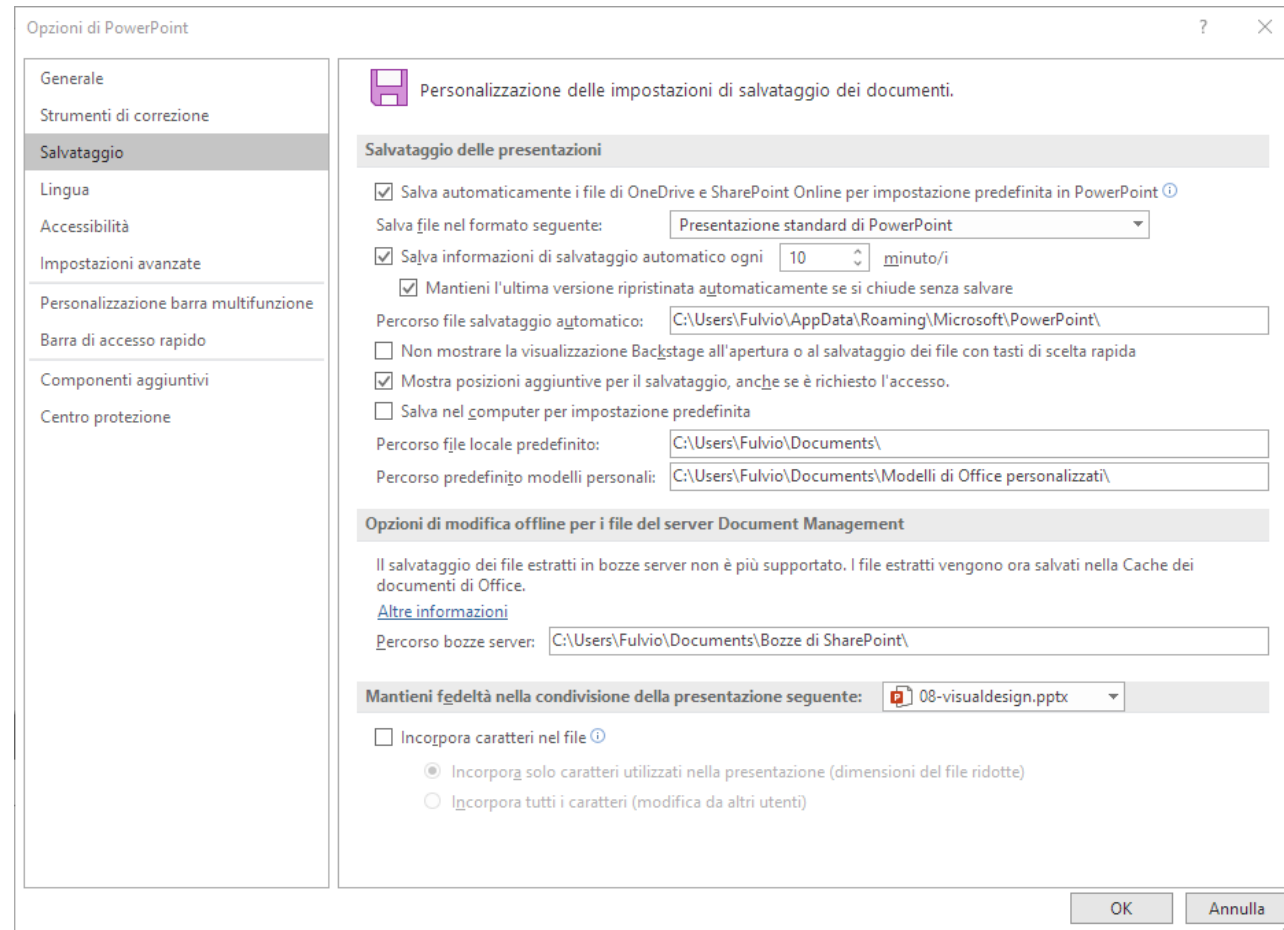 Opzioni di PowerPoint
Generale
Strumenti di correzione
Salvataggio
Lingua
Accessibilità
Impostazioni avanzate
Personalizzazione barra multifunzione
Barra di accesso rapido
Componenti aggiuntivi
Centro protezione
Personalizzazione delle impostazioni di salvataggio dei documenti.
Salvataggio delle presentazioni
Salva automaticamente i file di OneDrive e SharePoint Online per impostazione predefinita in PowerPoint
Salva file nel formato seguente: Presentazione standard di PowerPoint
Salva informazioni di salvataggio automatico ogni 10 minuto/i
Mantieni l'ultima versione ripristinata automaticamente se si chiude senza salvare
Percorso file salvataggio automatico: C:\Users\Fulvio\AppData\Roaming\Microsoft\PowerPoint\
Non mostrare la visualizzazione Backstage all'apertura o al salvataggio dei file con tasti di scelta rapida
Mostra posizioni aggiuntive per il salvataggio, anche se è richiesto l'accesso.
Salva nel computer per impostazione predefinita
Percorso file locale predefinito: C:\Users\Fulvio\Documents\
Percorso predefinito modelli personali: C:\Users\Fulvio\Documents\Modelli di Office personalizzati\
Opzioni di modifica offline per i file del server Document Management
Il salvataggio dei file estratti in bozze server non è più supportato. I file estratti vengono ora salvati nella Cache dei
documenti di Office.
Altre informazioni
Percorso bozze server: C:\Users\Fulvio\Documents\Bozze di SharePoint\
Mantieni fedeltà nella condivisione della presentazione seguente: 08-visualdesign.pptx
Incorpora caratteri nel file
Incorpora solo caratteri utilizzati nella presentazione (dimensioni del file ridotte)
Incorpora tutti i caratteri (modifica da altri utenti)
OK Annulla